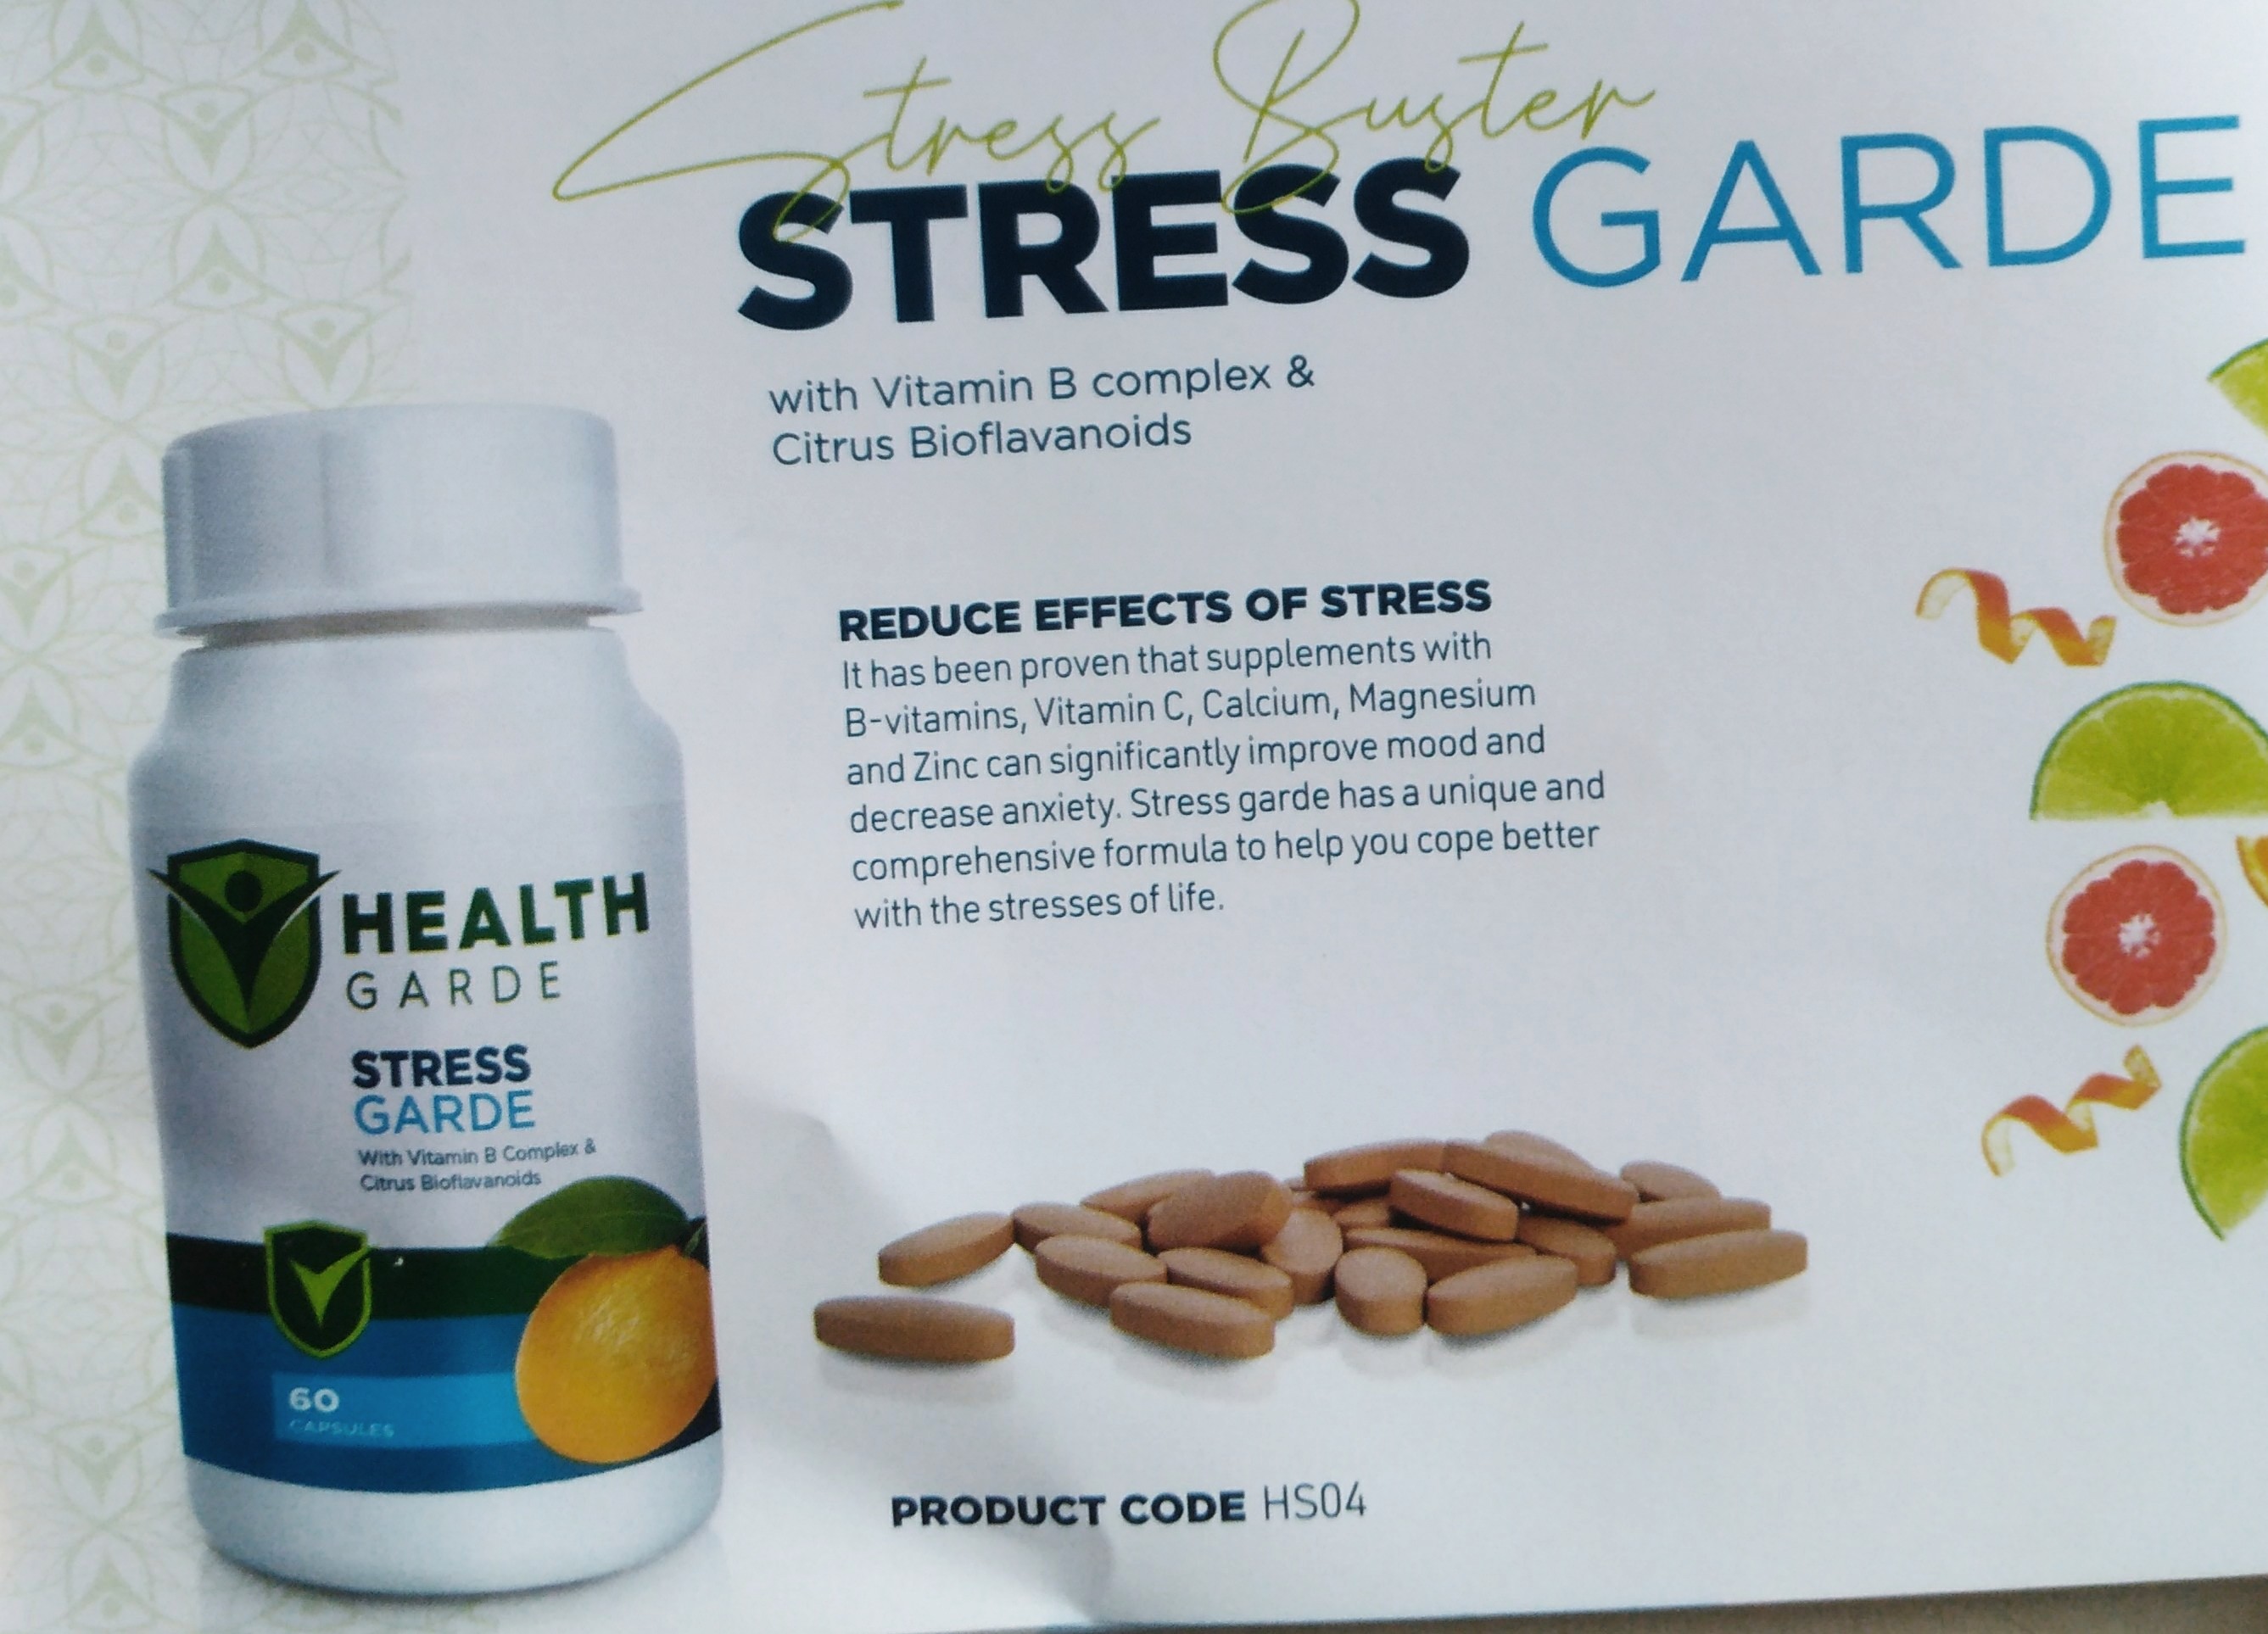 Stress Buster
STRESS GARDE
with Vitamin B complex &
Citrus Bioflavanoids
REDUCE EFFECTS OF STRESS
It has been proven that supplements with
B-vitamins, Vitamin C, Calcium, Magnesium
and Zinc can significantly improve mood and
decrease anxiety. Stress garde has a unique and
comprehensive formula to help you cope better
with the stresses of life.
HEALTH
GARDE
STRESS
GARDE
With Vitamin B Complex &
Citrus Bioflavanoids
60
CAPSULES
PRODUCT CODE HS04